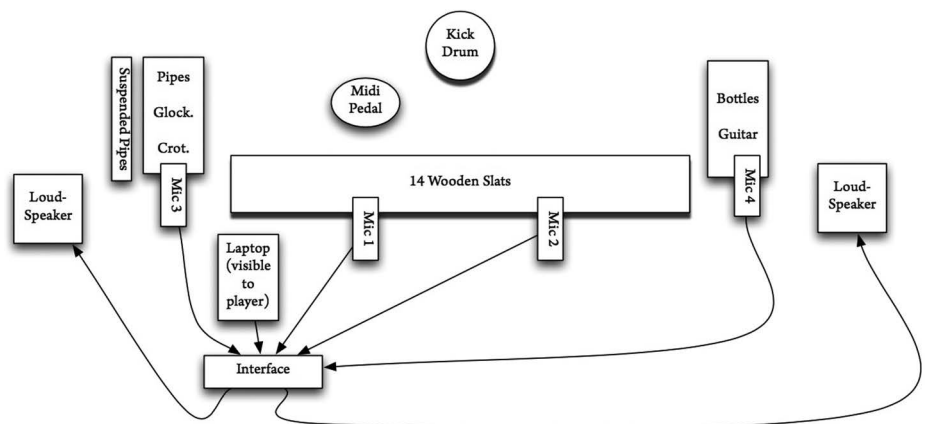 Kick
Drum
Suspended Pipes
Pipes
Glock.
Crot.
Midi
Pedal
Bottles
Guitar
14 Wooden Slats
Mic 3
Mic 4
Loud-
Speaker
Loud-
Speaker
Mic 1
Mic 2
Laptop
(visible
to
player)
Interface